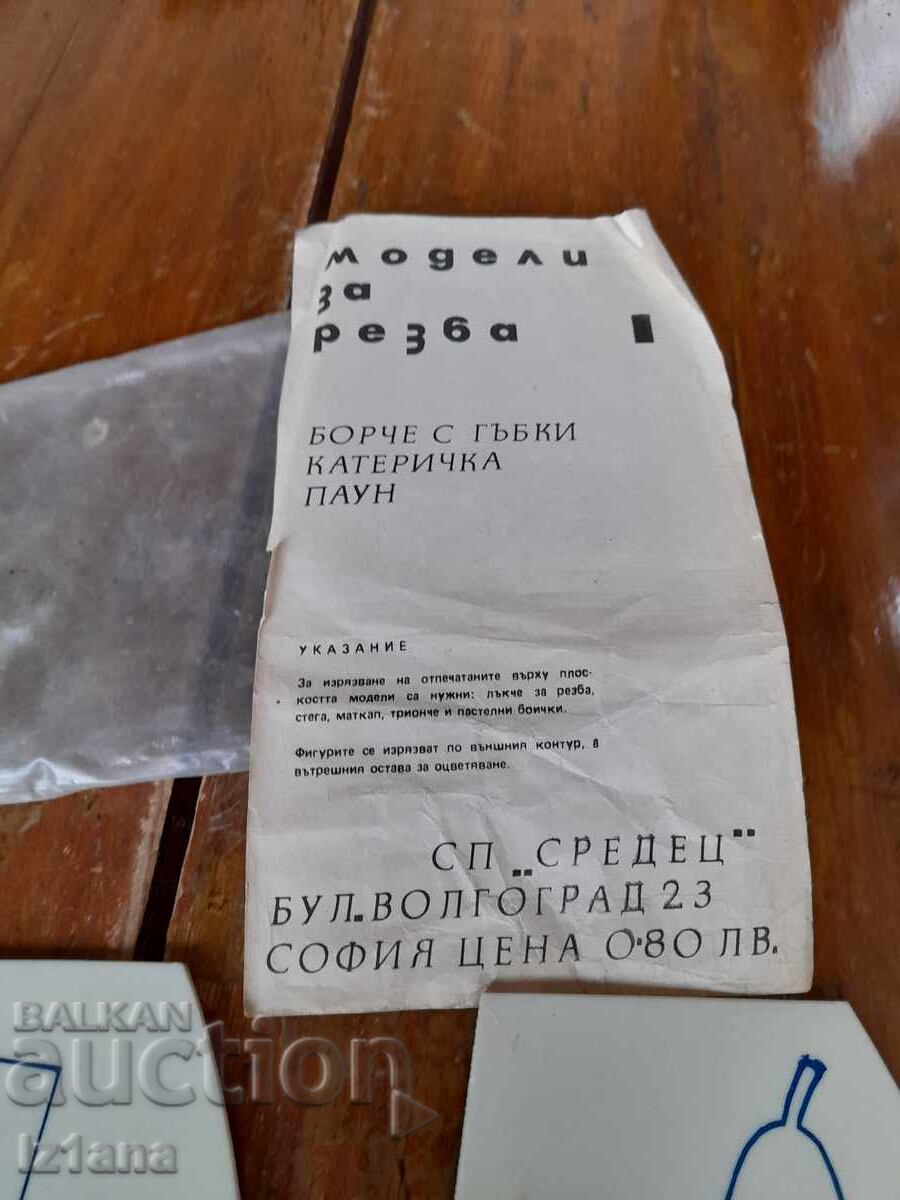 модели
за
резба I
БОРЧЕ С ГЪБКИ
КАТЕРИЧКА
ПАУН
УКАЗАНИЕ
За изрязване на отпечатаните върху плос-
костта модели са нужни: лъкче за резба,
стега, маткап, трионче и пастелни боички.
Фигурите се изрязват по външния контур, а
вътрешния остава за оцветяване.
СП „СРЕДЕЦ"
БУЛ. ВОЛГОГРАД 23
СОФИЯ ЦЕНА 0·80 ЛВ.
BALKAN
auction
iz1ana